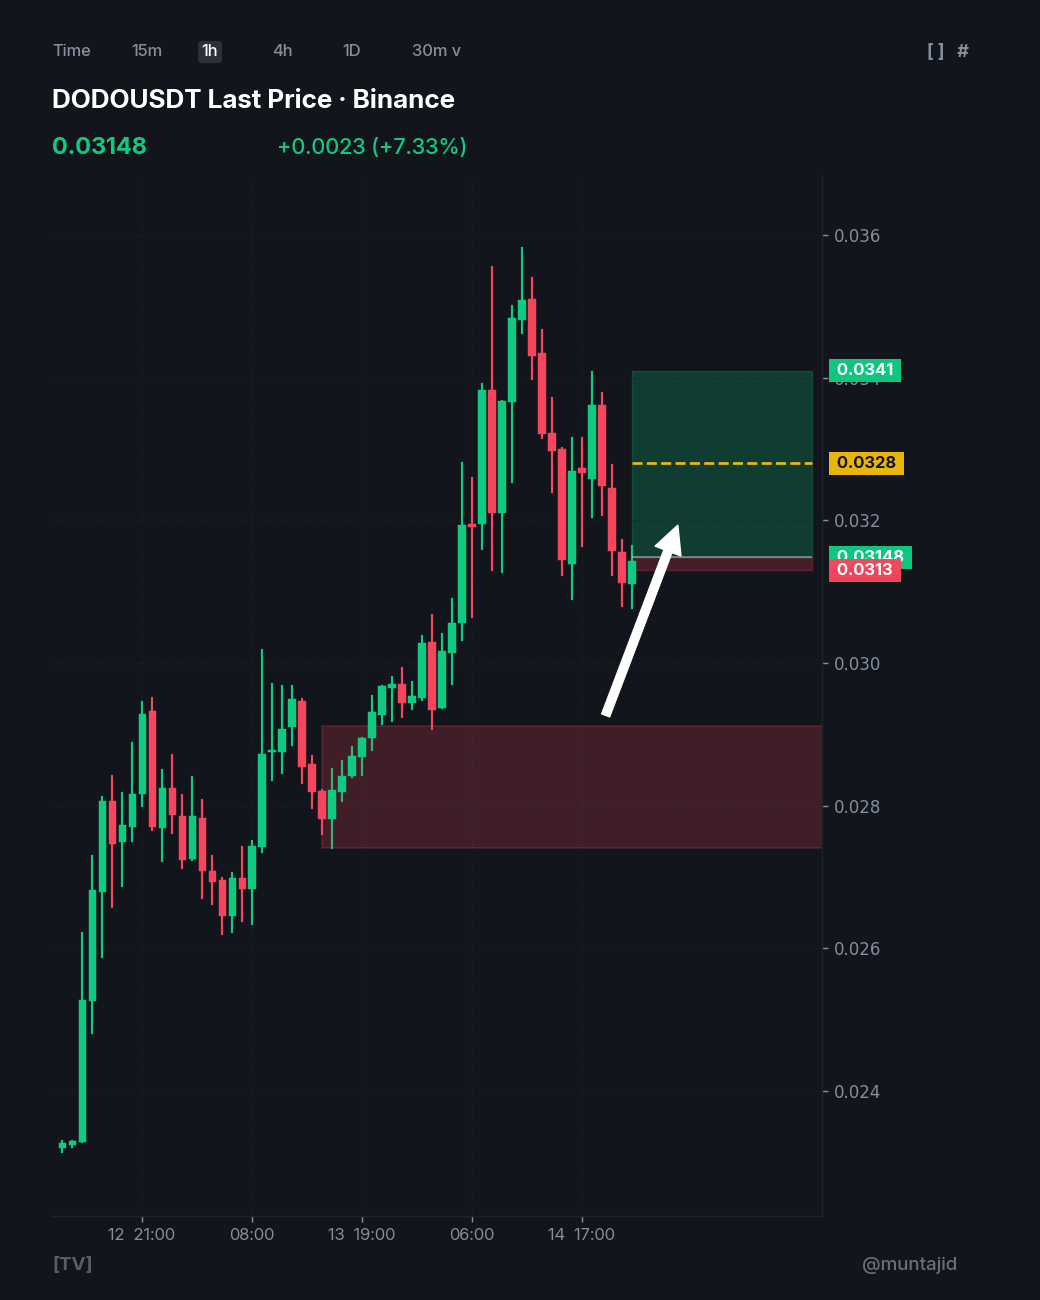 Time 15m 1h 4h 1D 30m v [ ] #
DODOUSDT Last Price · Binance
0.03148 +0.0023 (+7.33%)
0.036
0.0341
0.034
0.0328
0.032
0.03148
0.0313
0.030
0.028
0.026
0.024
12 21:00 08:00 13 19:00 06:00 14 17:00
[TV] @muntajid